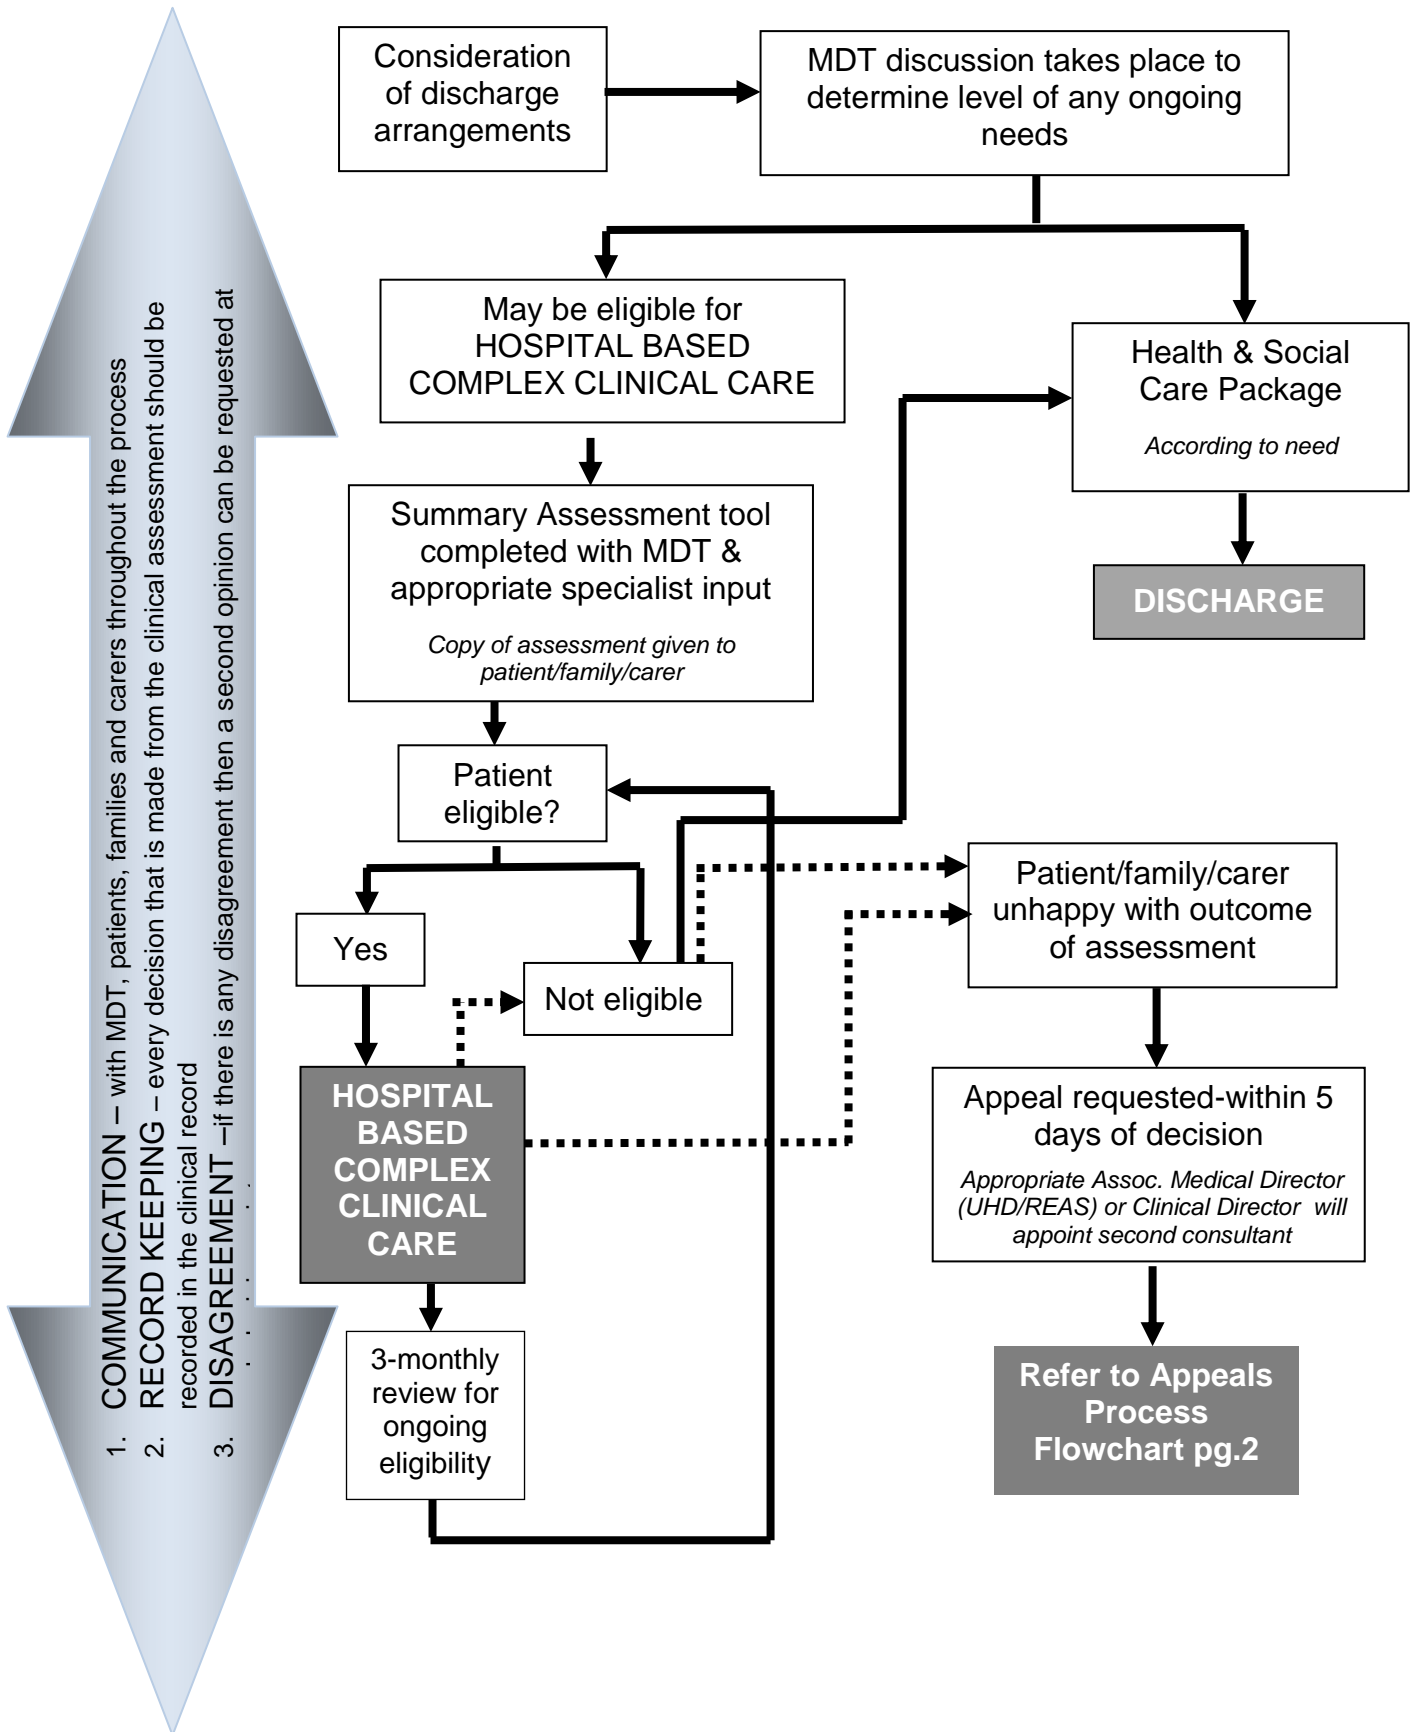 Consideration
of discharge
arrangements
MDT discussion takes place to
determine level of any ongoing
needs
May be eligible for
HOSPITAL BASED
COMPLEX CLINICAL CARE
Health & Social
Care Package
According to need
DISCHARGE
Summary Assessment tool
completed with MDT &
appropriate specialist input
Copy of assessment given to
patient/family/carer
Patient
eligible?
Yes
Not eligible
HOSPITAL
BASED
COMPLEX
CLINICAL
CARE
3-monthly
review for
ongoing
eligibility
Patient/family/carer
unhappy with outcome
of assessment
Appeal requested-within 5
days of decision
Appropriate Assoc. Medical Director
(UHD/REAS) or Clinical Director  will
appoint second consultant
Refer to Appeals
Process
Flowchart pg.2
1. COMMUNICATION – with MDT, patients, families and carers throughout the process
2. RECORD KEEPING – every decision that is made from the clinical assessment should be
recorded in the clinical record
3. DISAGREEMENT –if there is any disagreement then a second opinion can be requested at